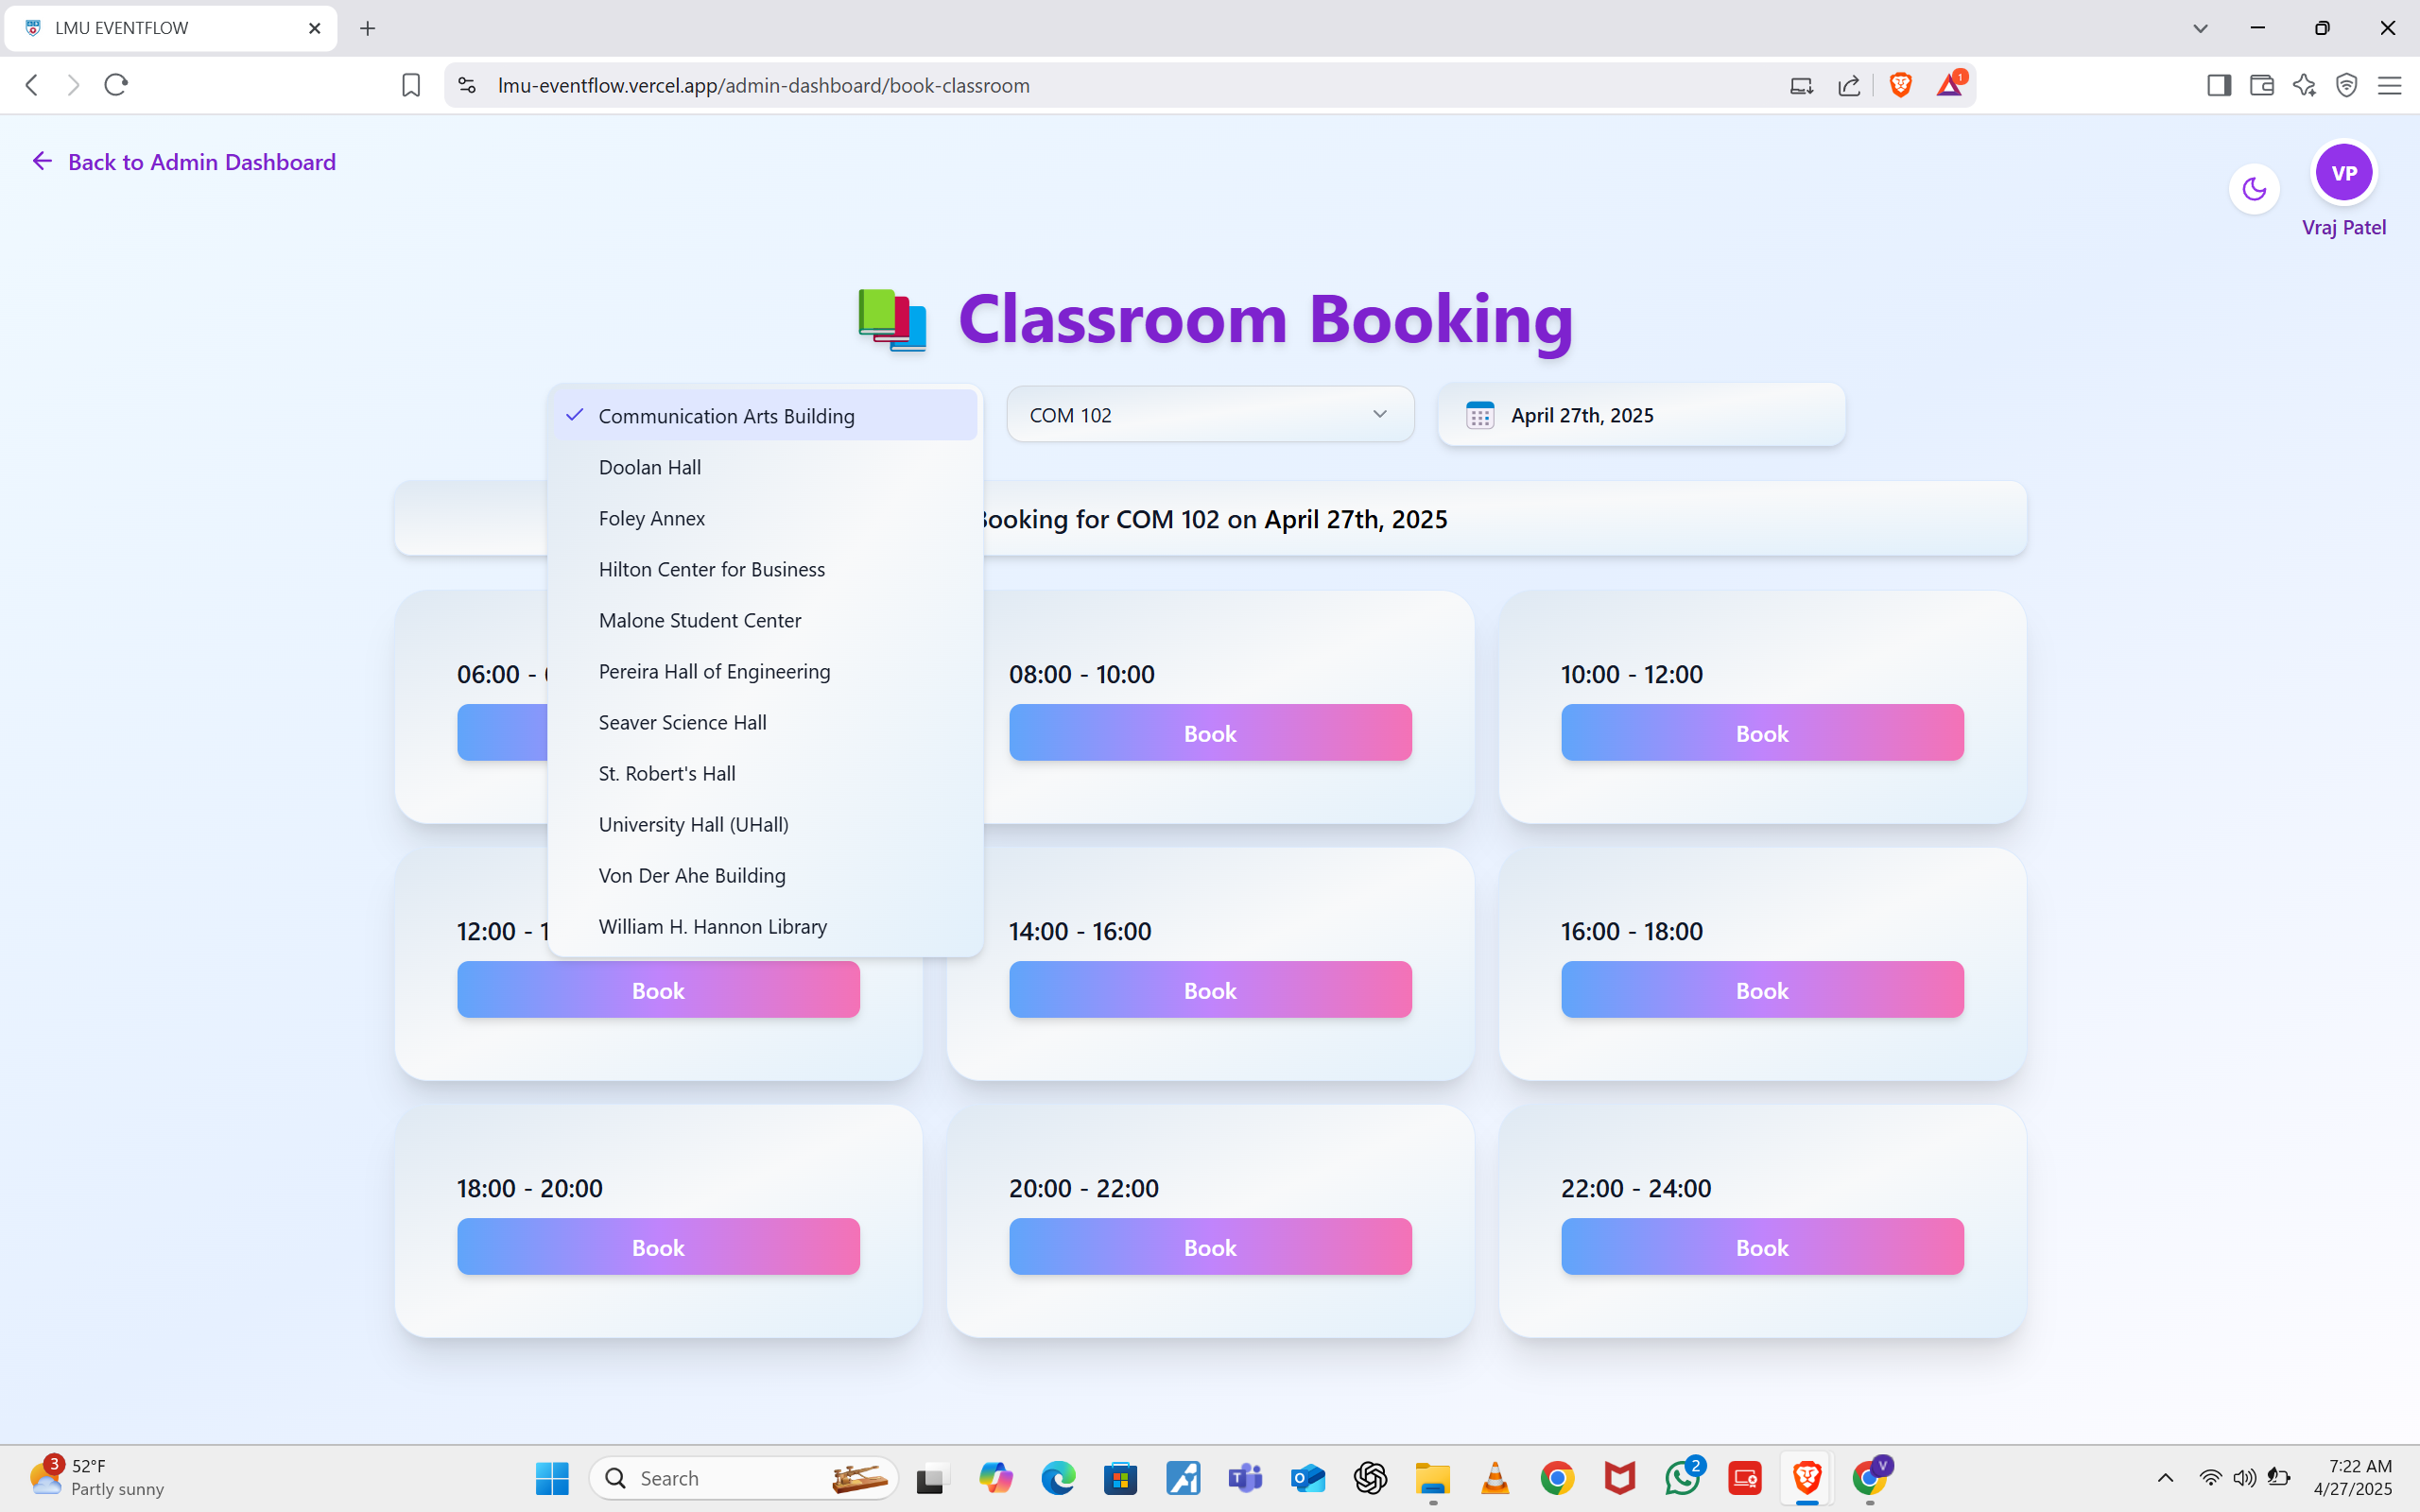 LMU EVENTFLOW
lmu-eventflow.vercel.app/admin-dashboard/book-classroom
1
Back to Admin Dashboard
VP
Vraj Patel
Classroom Booking
Communication Arts Building
COM 102
April 27th, 2025
Doolan Hall
Foley Annex
Hilton Center for Business
Malone Student Center
Pereira Hall of Engineering
Seaver Science Hall
St. Robert's Hall
University Hall (UHall)
Von Der Ahe Building
William H. Hannon Library
Booking for COM 102 on April 27th, 2025
06:00 -
08:00 - 10:00
Book
10:00 - 12:00
Book
12:00 - 1
Book
14:00 - 16:00
Book
16:00 - 18:00
Book
18:00 - 20:00
Book
20:00 - 22:00
Book
22:00 - 24:00
Book
3
52°F
Partly sunny
Search
2
V
7:22 AM
4/27/2025